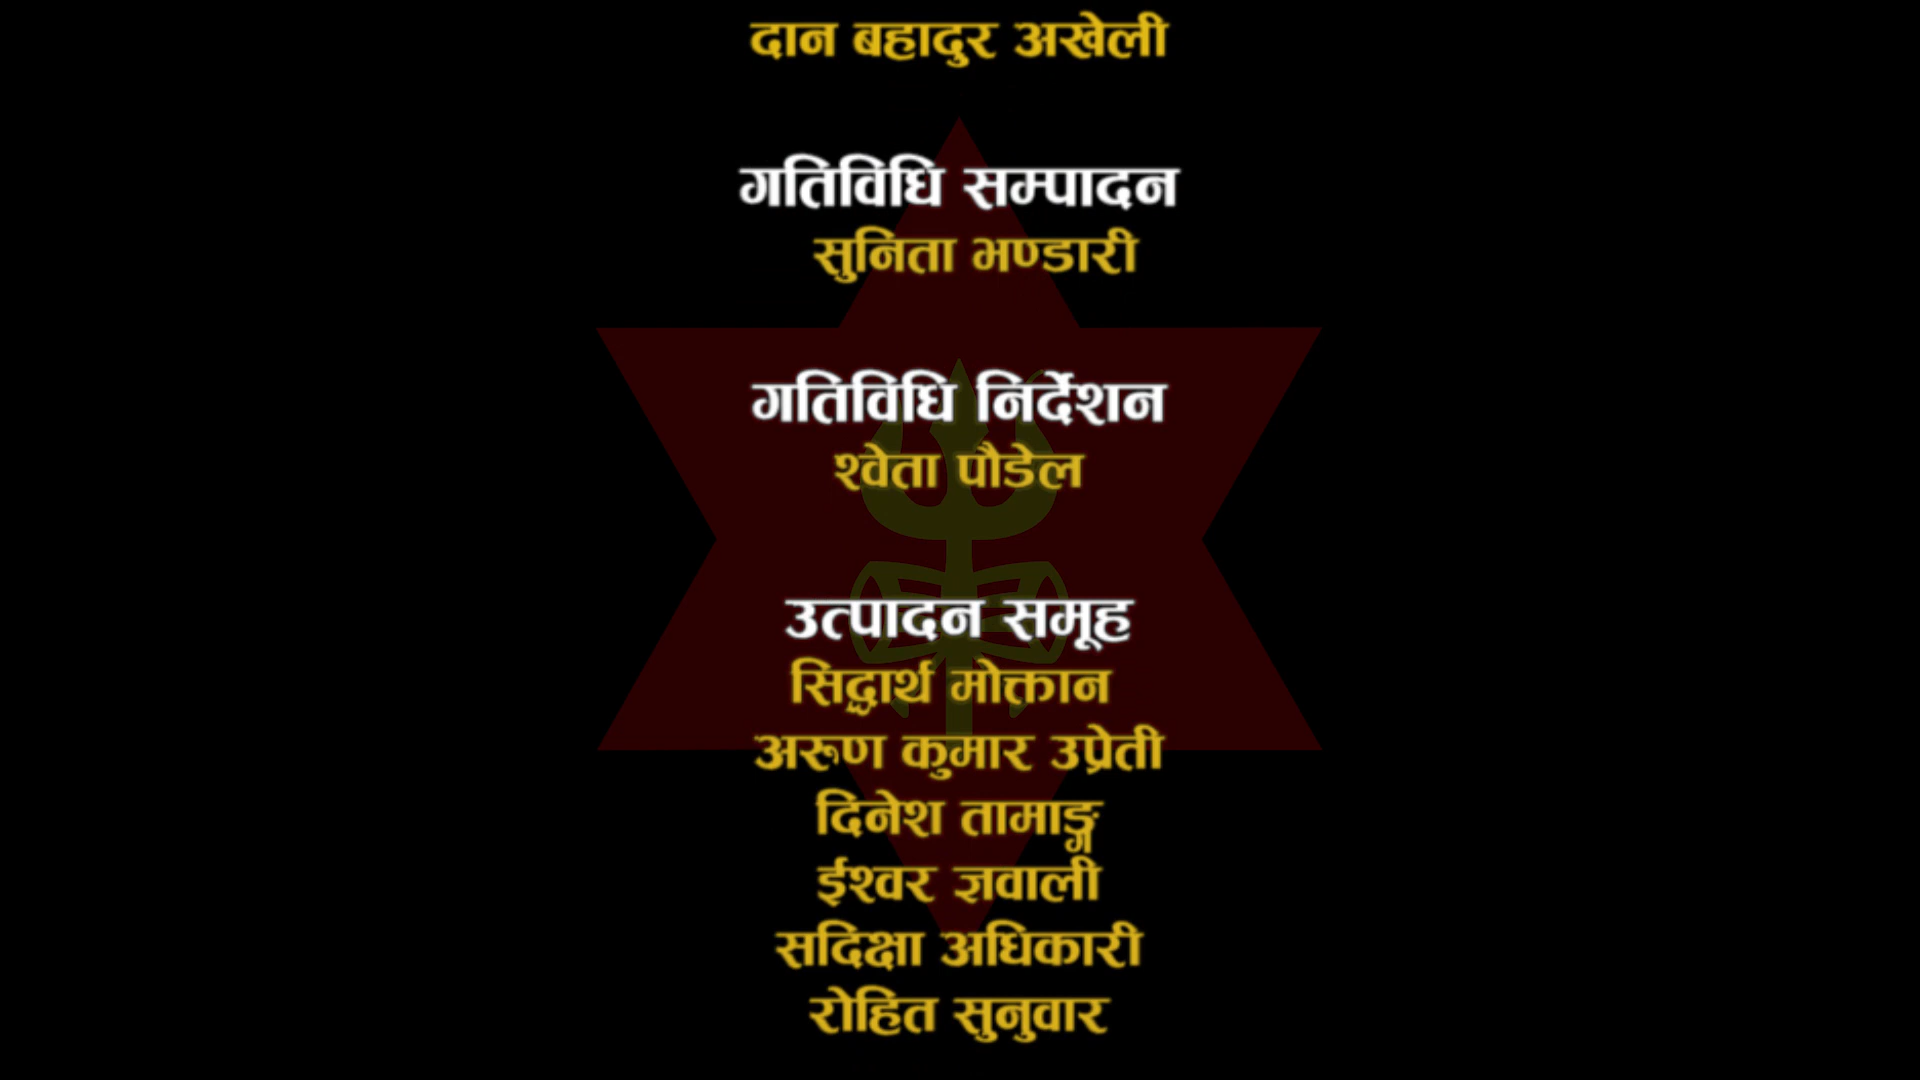 दान बहादुर अखेली
गतिविधि सम्पादन
सुनिता भण्डारी
गतिविधि निर्देशन
श्वेता पौडेल
उत्पादन समूह
सिद्धार्थ मोक्तान
अरुण कुमार उप्रेती
दिनेश तामाङ्ग
ईश्वर ज्ञवाली
सदिक्षा अधिकारी
रोहित सुनुवार